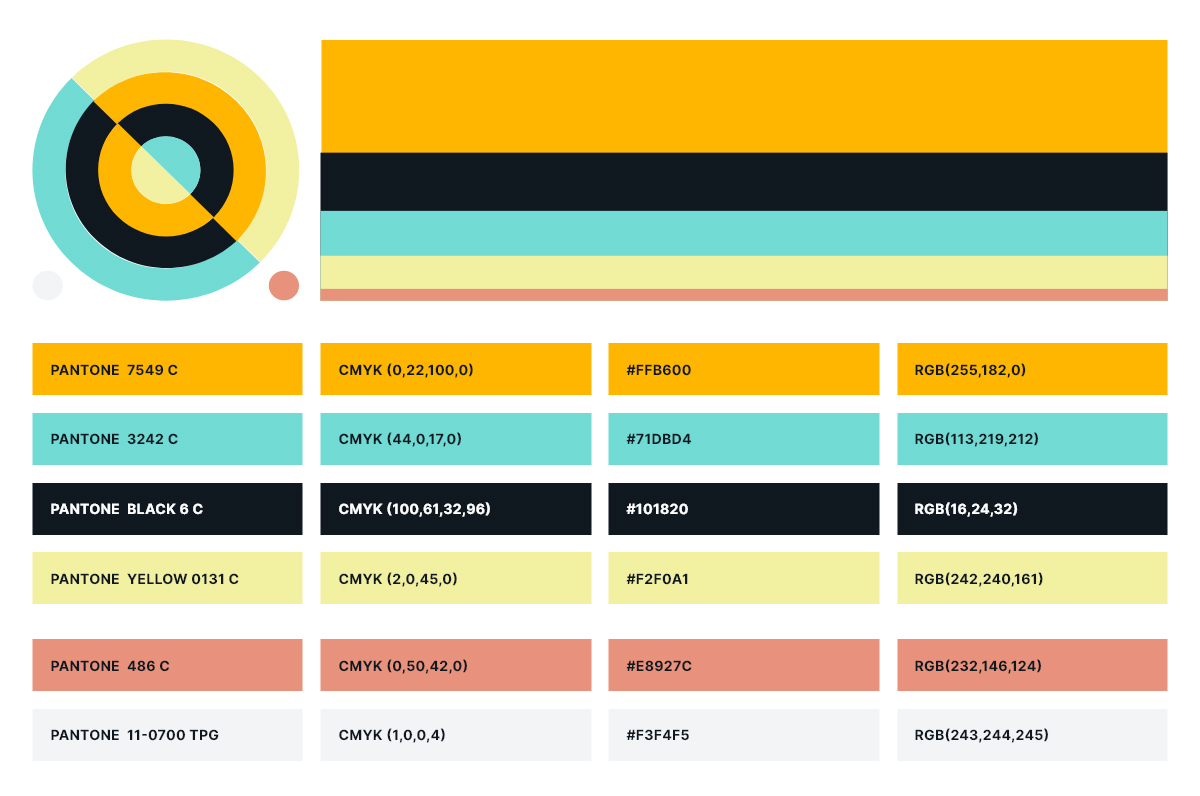 PANTONE  7549 C CMYK (0,22,100,0) #FFB600 RGB(255,182,0)
PANTONE  3242 C CMYK (44,0,17,0) #71DBD4 RGB(113,219,212)
PANTONE  BLACK 6 C CMYK (100,61,32,96) #101820 RGB(16,24,32)
PANTONE  YELLOW 0131 C CMYK (2,0,45,0) #F2F0A1 RGB(242,240,161)
PANTONE  486 C CMYK (0,50,42,0) #E8927C RGB(232,146,124)
PANTONE  11-0700 TPG CMYK (1,0,0,4) #F3F4F5 RGB(243,244,245)